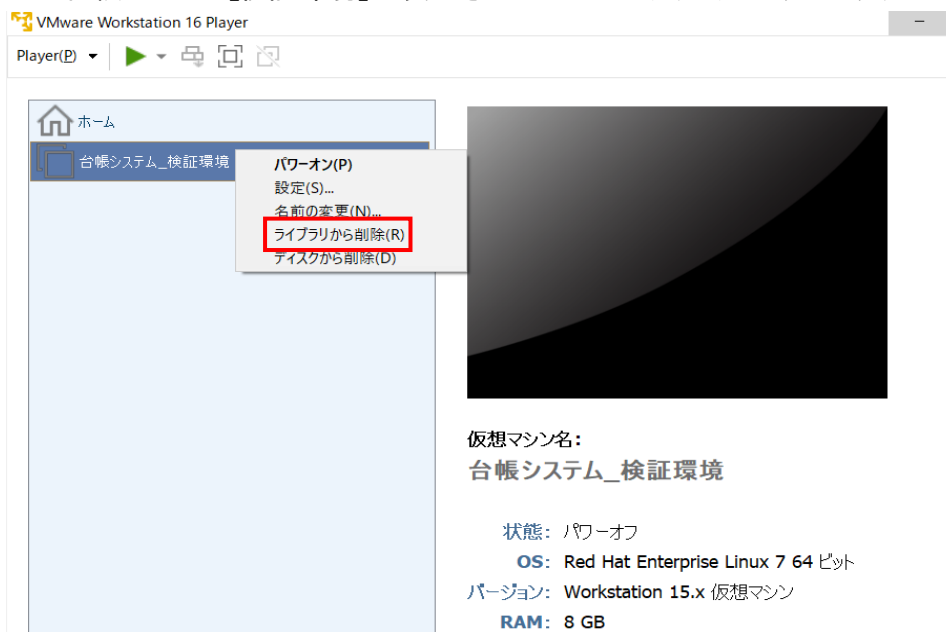 VMware Workstation 16 Player
Player(P)
ホーム
台帳システム_検証環境
パワーオン(P)
設定(S)...
名前の変更(N)...
ライブラリから削除(R)
ディスクから削除(D)
仮想マシン名:
台帳システム_検証環境
状態: パワーオフ
OS: Red Hat Enterprise Linux 7 64 ビット
バージョン: Workstation 15.x 仮想マシン
RAM: 8 GB